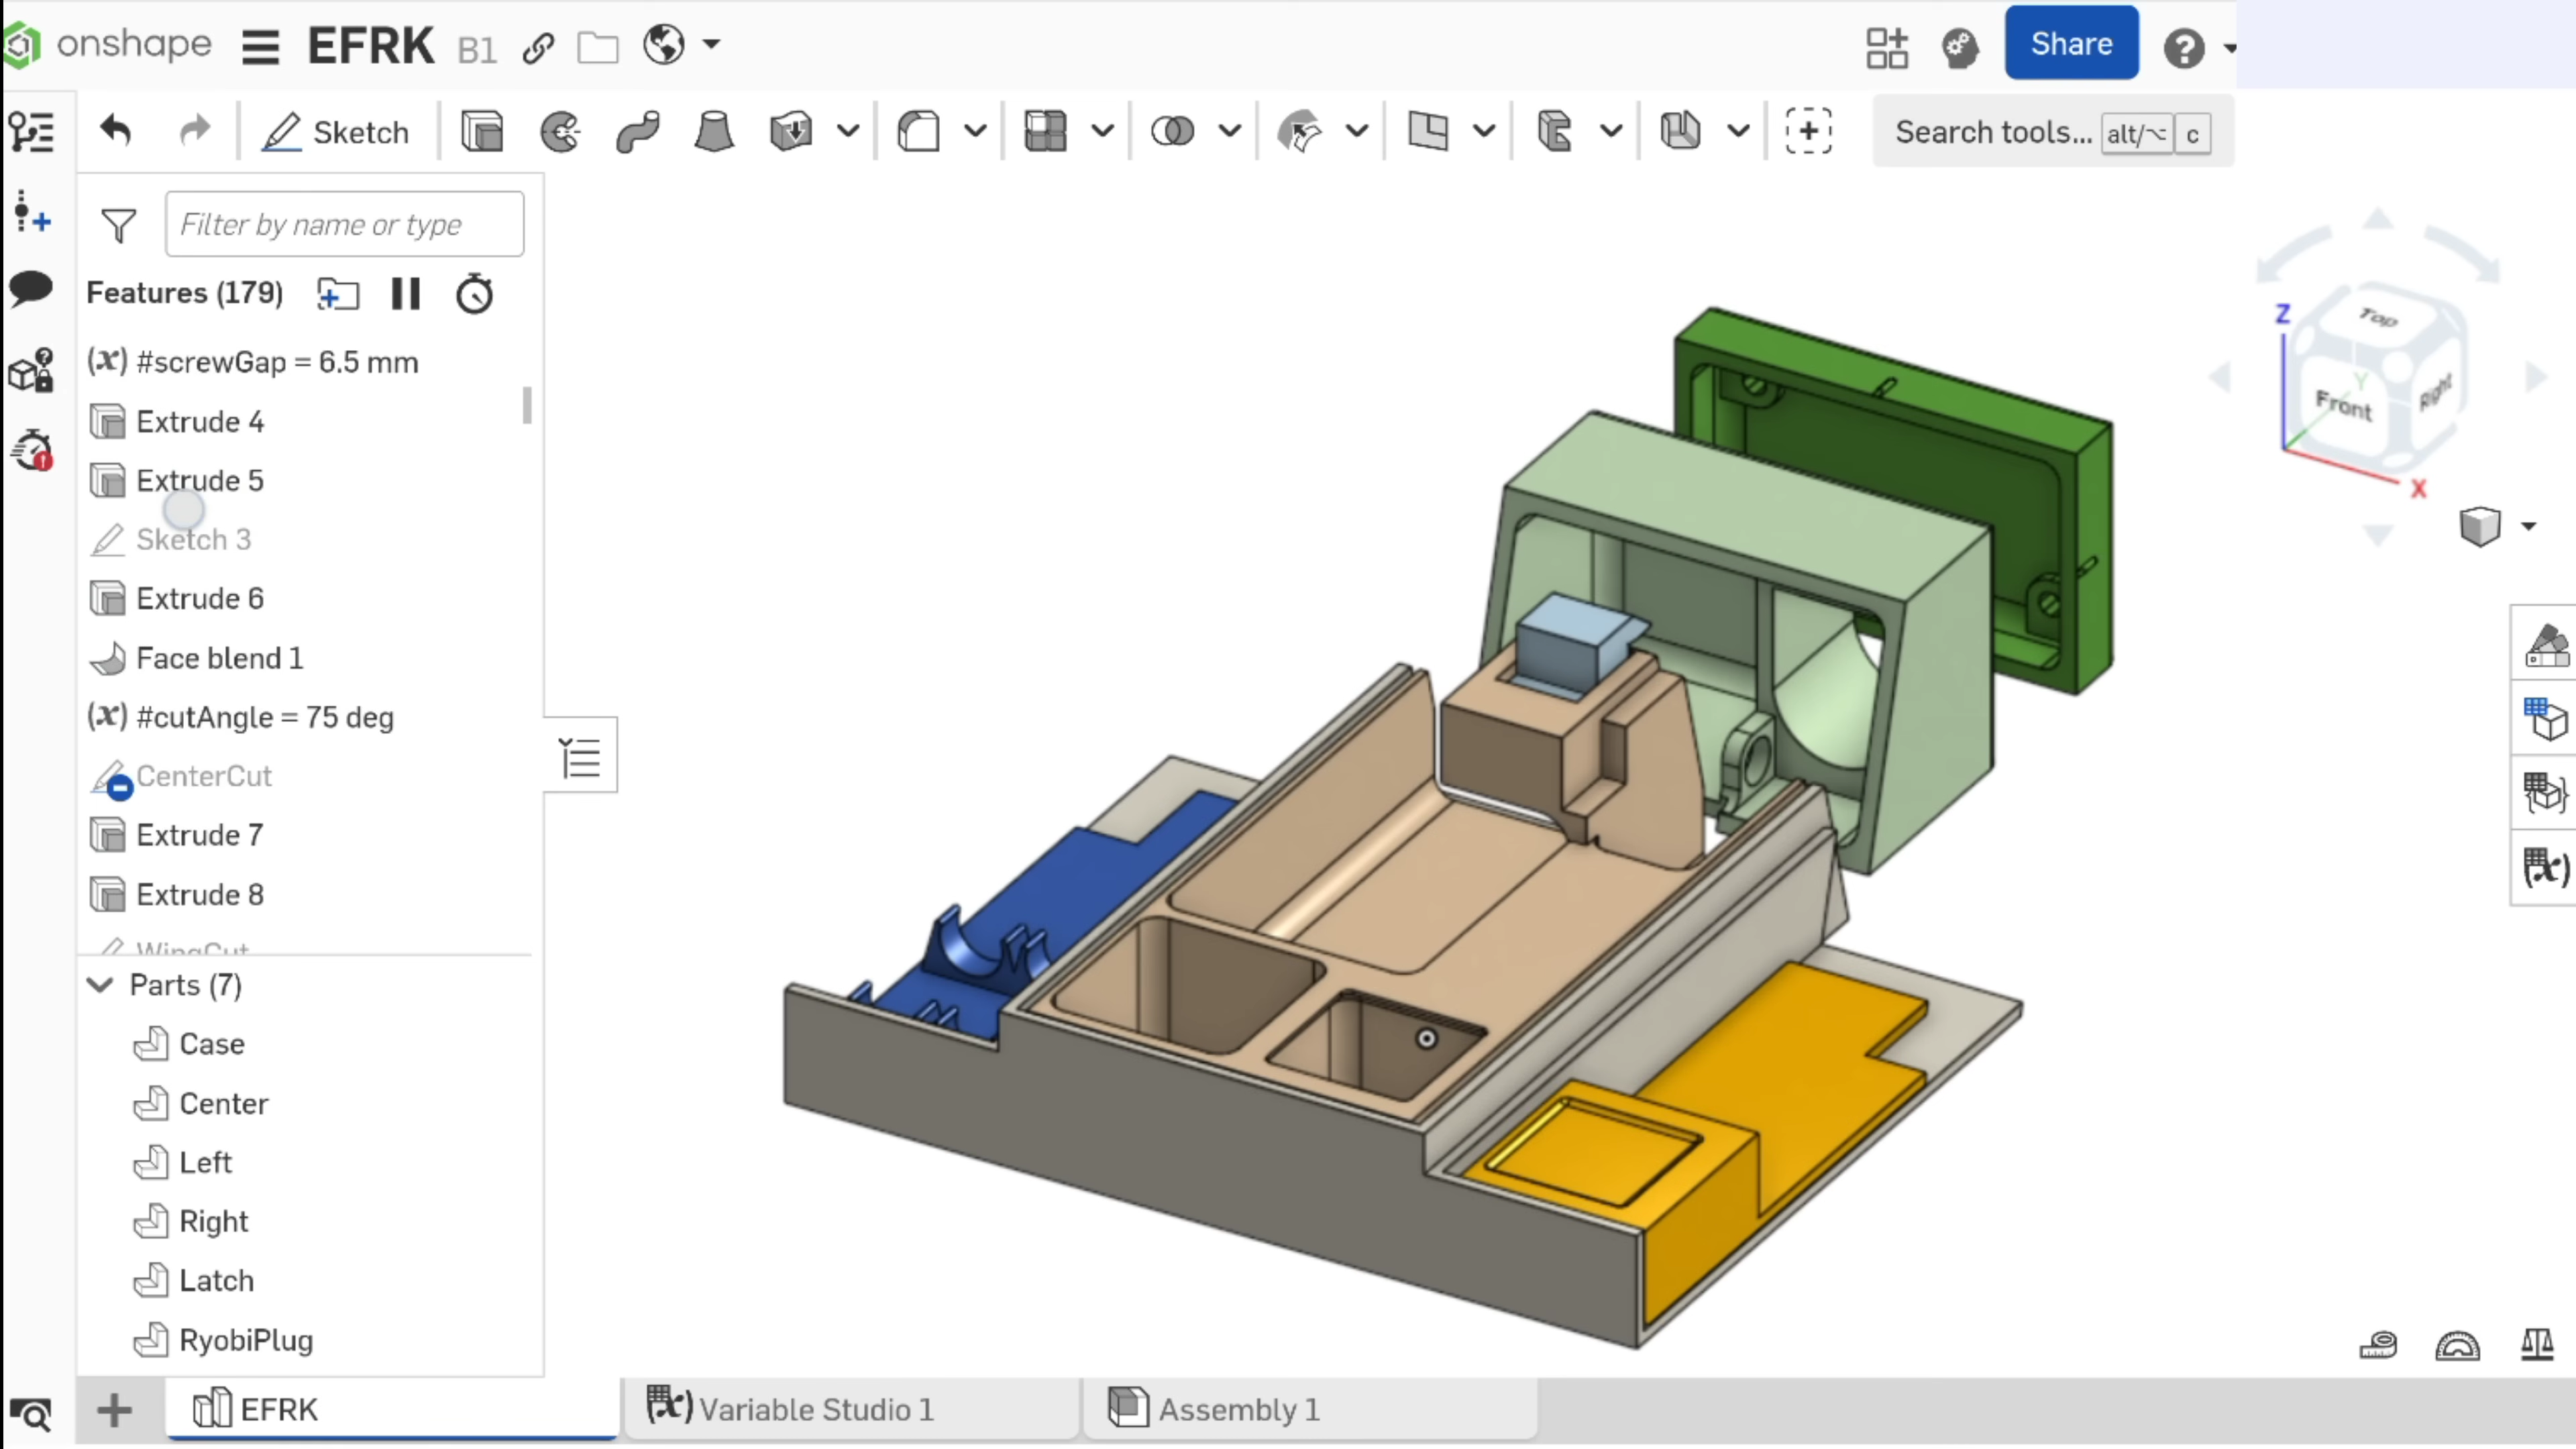 onshape EFRK B1 Share
Sketch Search tools... alt/⌥ c
Filter by name or type
Features (179)
(x) #screwGap = 6.5 mm
Extrude 4
Extrude 5
Sketch 3
Extrude 6
Face blend 1
(x) #cutAngle = 75 deg
CenterCut
Extrude 7
Extrude 8
WingCut
Parts (7)
Case
Center
Left
Right
Latch
RyobiPlug
Z
Top
Y
Front
Right
X
EFRK
Variable Studio 1
Assembly 1